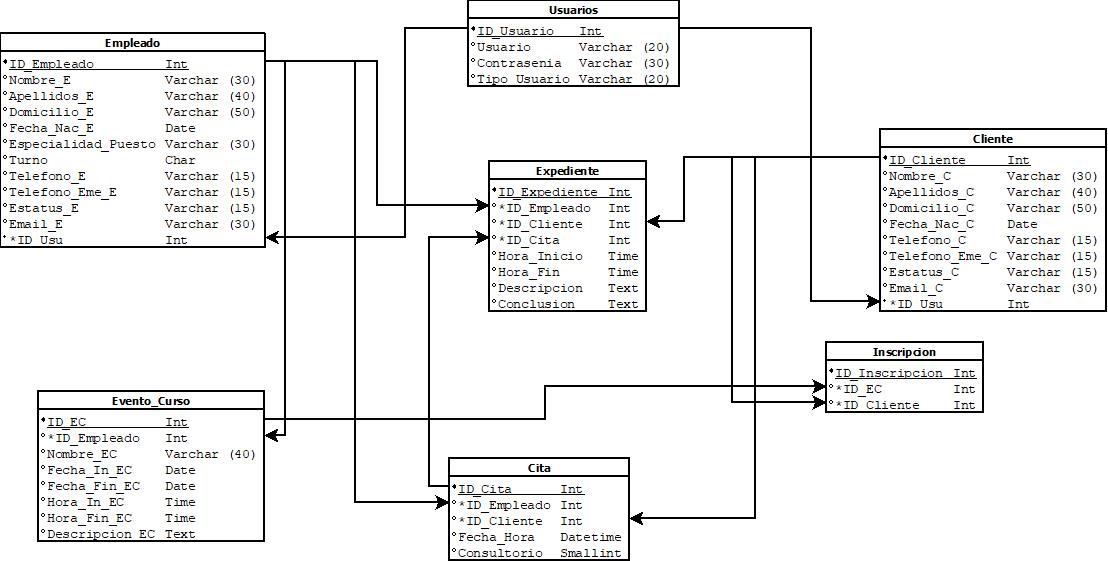 Usuarios
ID_Usuario Int
Usuario Varchar (20)
Contrasenia Varchar (30)
Tipo_Usuario Varchar (20)
Empleado
ID_Empleado Int
Nombre_E Varchar (30)
Apellidos_E Varchar (40)
Domicilio_E Varchar (50)
Fecha_Nac_E Date
Especialidad_Puesto Varchar (30)
Turno Char
Telefono_E Varchar (15)
Telefono_Eme_E Varchar (15)
Estatus_E Varchar (15)
Email_E Varchar (30)
*ID_Usu Int
Expediente
ID_Expediente Int
*ID_Empleado Int
*ID_Cliente Int
*ID_Cita Int
Hora_Inicio Time
Hora_Fin Time
Descripcion Text
Conclusion Text
Cliente
ID_Cliente Int
Nombre_C Varchar (30)
Apellidos_C Varchar (40)
Domicilio_C Varchar (50)
Fecha_Nac_C Date
Telefono_C Varchar (15)
Telefono_Eme_C Varchar (15)
Estatus_C Varchar (15)
Email_C Varchar (30)
*ID_Usu Int
Inscripcion
ID_Inscripcion Int
*ID_EC Int
*ID_Cliente Int
Evento_Curso
ID_EC Int
*ID_Empleado Int
Nombre_EC Varchar (40)
Fecha_In_EC Date
Fecha_Fin_EC Date
Hora_In_EC Time
Hora_Fin_EC Time
Descripcion_EC Text
Cita
ID_Cita Int
*ID_Empleado Int
*ID_Cliente Int
Fecha_Hora Datetime
Consultorio Smallint